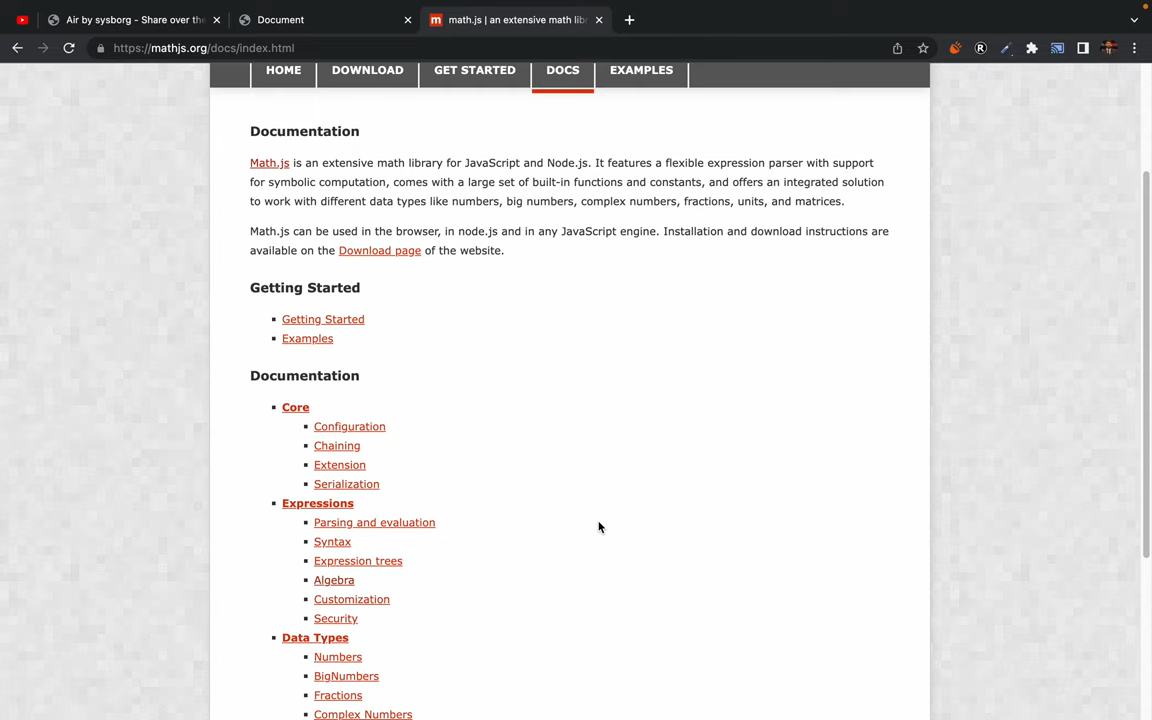 Air by sysborg - Share over the
Document
math.js | an extensive math lib
https://mathjs.org/docs/index.html
HOME
DOWNLOAD
GET STARTED
DOCS
EXAMPLES
Documentation
Math.js is an extensive math library for JavaScript and Node.js. It features a flexible expression parser with support
for symbolic computation, comes with a large set of built-in functions and constants, and offers an integrated solution
to work with different data types like numbers, big numbers, complex numbers, fractions, units, and matrices.
Math.js can be used in the browser, in node.js and in any JavaScript engine. Installation and download instructions are
available on the Download page of the website.
Getting Started
Getting Started
Examples
Documentation
Core
Configuration
Chaining
Extension
Serialization
Expressions
Parsing and evaluation
Syntax
Expression trees
Algebra
Customization
Security
Data Types
Numbers
BigNumbers
Fractions
Complex Numbers